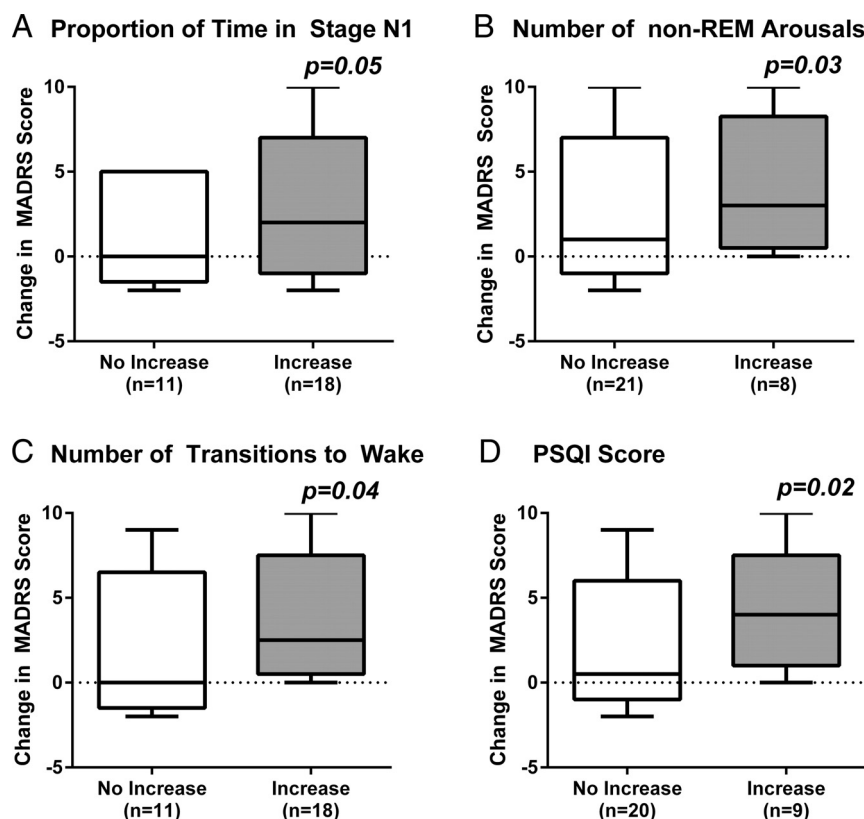 A Proportion of Time in Stage N1
p=0.05
Change in MADRS Score
10
5
0
-5
No Increase
(n=11)
Increase
(n=18)
B Number of non-REM Arousals
p=0.03
Change in MADRS Score
10
5
0
-5
No Increase
(n=21)
Increase
(n=8)
C Number of Transitions to Wake
p=0.04
Change in MADRS Score
10
5
0
-5
No Increase
(n=11)
Increase
(n=18)
D PSQI Score
p=0.02
Change in MADRS Score
10
5
0
-5
No Increase
(n=20)
Increase
(n=9)